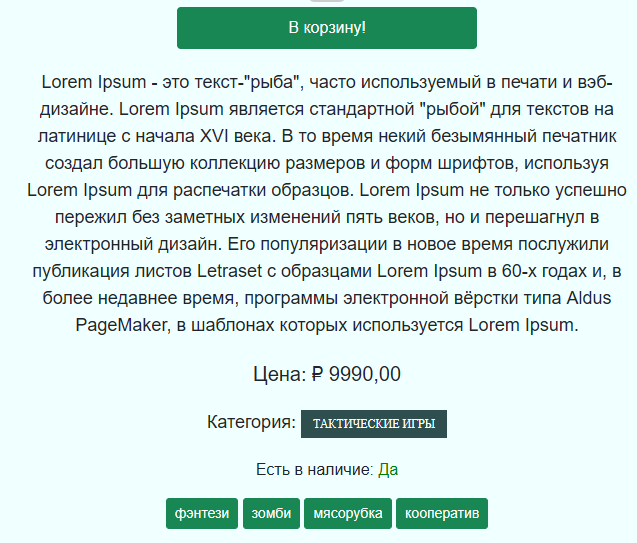 В корзину!
Lorem Ipsum - это текст-"рыба", часто используемый в печати и вэб-
дизайне. Lorem Ipsum является стандартной "рыбой" для текстов на
латинице с начала XVI века. В то время некий безымянный печатник
создал большую коллекцию размеров и форм шрифтов, используя
Lorem Ipsum для распечатки образцов. Lorem Ipsum не только успешно
пережил без заметных изменений пять веков, но и перешагнул в
электронный дизайн. Его популяризации в новое время послужили
публикация листов Letraset с образцами Lorem Ipsum в 60-х годах и, в
более недавнее время, программы электронной вёрстки типа Aldus
PageMaker, в шаблонах которых используется Lorem Ipsum.
Цена: ₽ 9990,00
Категория: ТАКТИЧЕСКИЕ ИГРЫ
Есть в наличие: Да
фэнтези зомби мясорубка кооператив